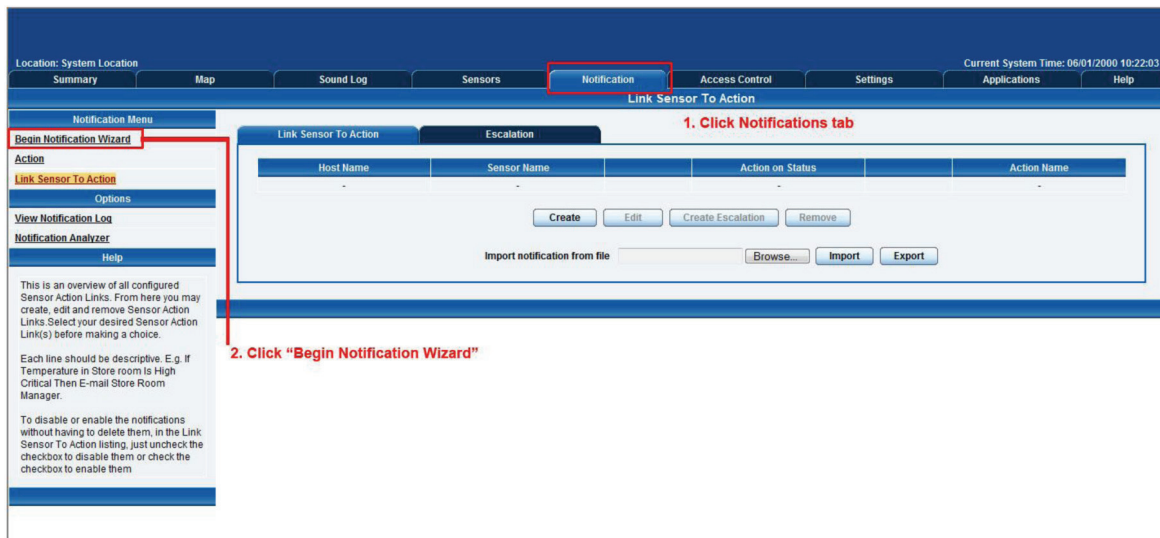 Location: System Location
Current System Time: 06/01/2000 10:22:03
Summary Map Sound Log Sensors Notification Access Control Settings Applications Help
Link Sensor To Action
Notification Menu
Begin Notification Wizard
Action
Link Sensor To Action
Options
View Notification Log
Notification Analyzer
Help
This is an overview of all configured
Sensor Action Links. From here you may
create, edit and remove Sensor Action
Links.Select your desired Sensor Action
Link(s) before making a choice.
Each line should be descriptive. E.g. If
Temperature in Store room Is High
Critical Then E-mail Store Room
Manager.
To disable or enable the notifications
without having to delete them, in the Link
Sensor To Action listing, just uncheck the
checkbox to disable them or check the
checkbox to enable them
1. Click Notifications tab
Link Sensor To Action Escalation
Host Name Sensor Name Action on Status Action Name
- - - -
Create Edit Create Escalation Remove
Import notification from file Browse... Import Export
2. Click “Begin Notification Wizard”